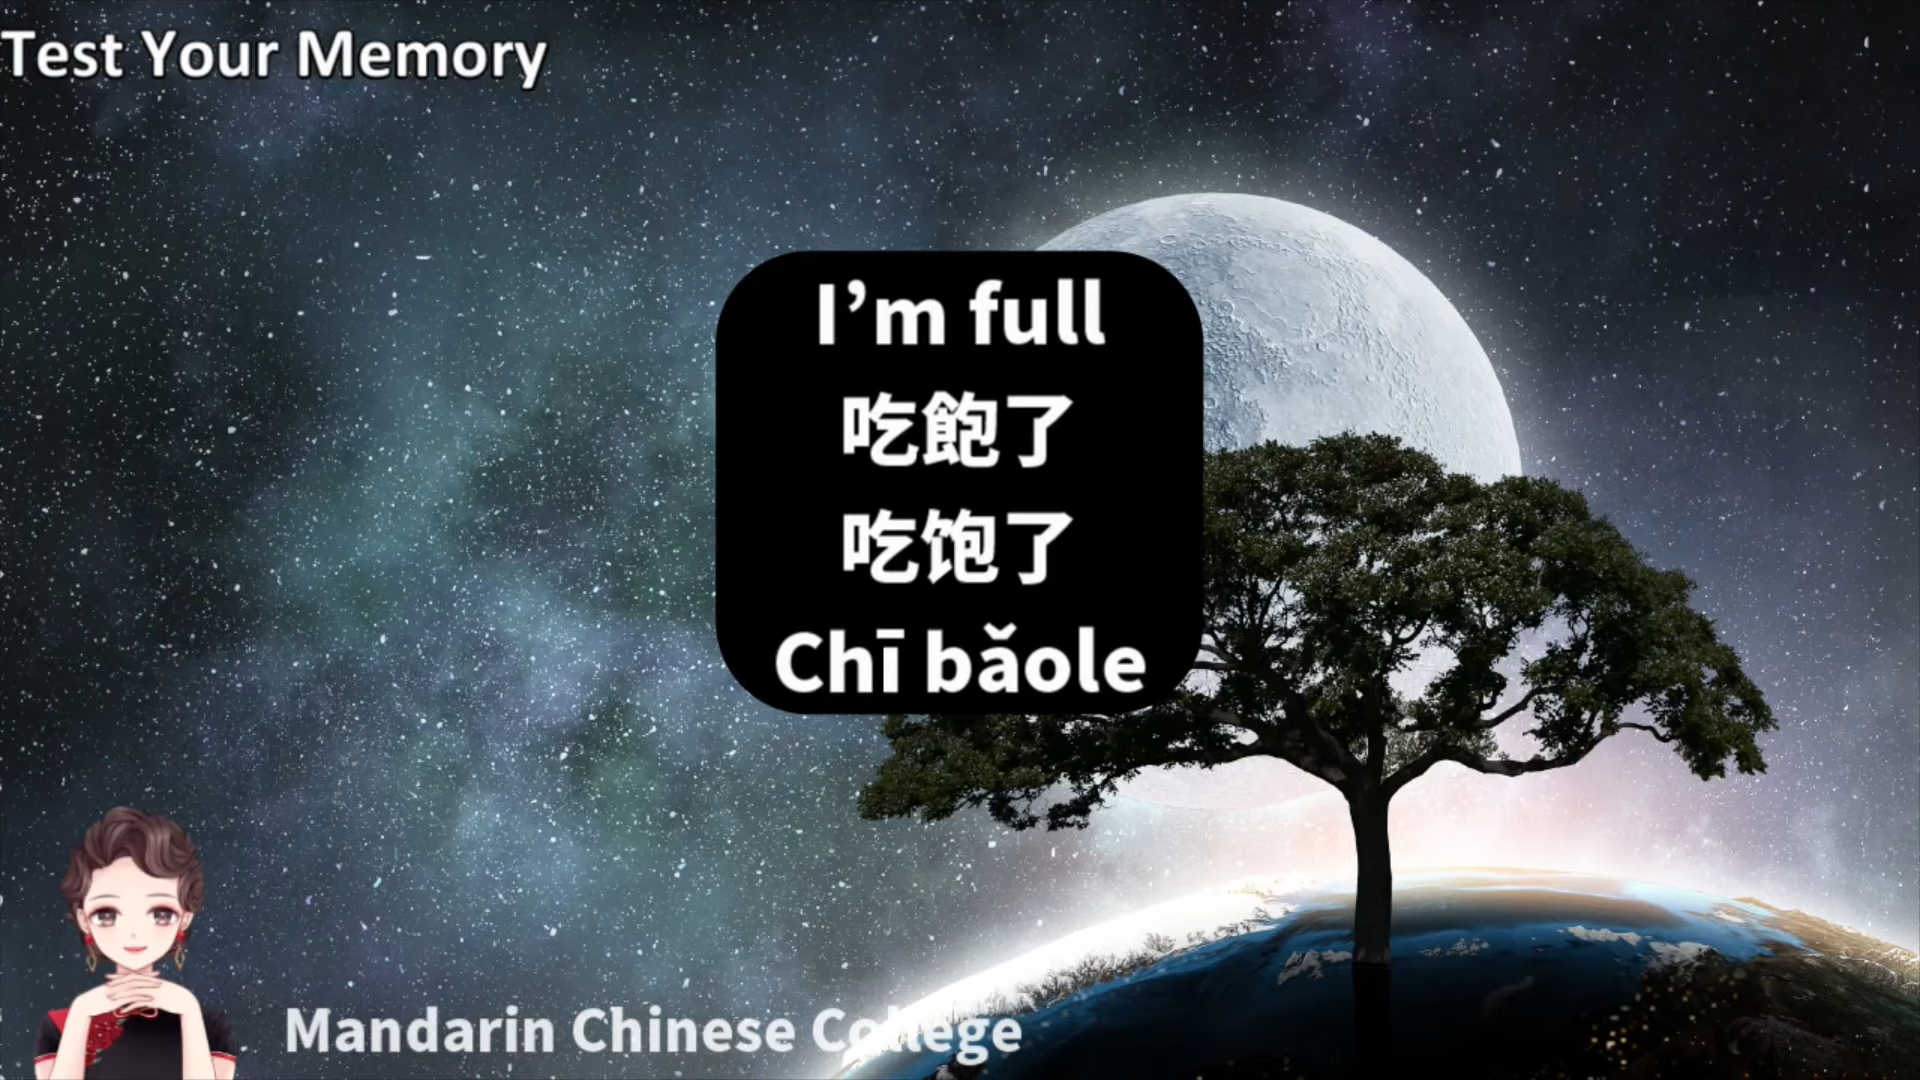 Test Your Memory
I’m full
吃飽了
吃饱了
Chī bǎole
Mandarin Chinese College